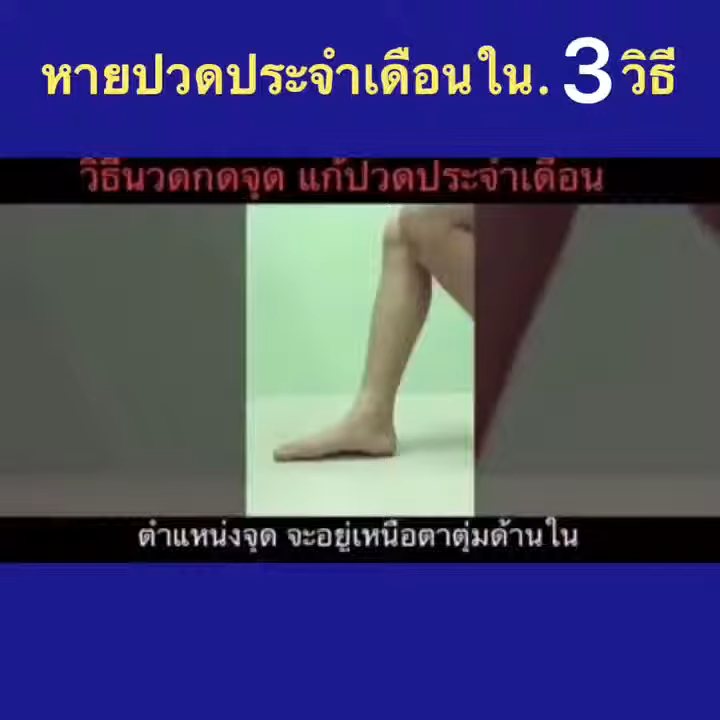 หายปวดประจำเดือนใน. 3 วิธี
วิธีนวดกดจุด แก้ปวดประจำเดือน
ตำแหน่งจุด จะอยู่เหนือตาตุ่มด้านใน